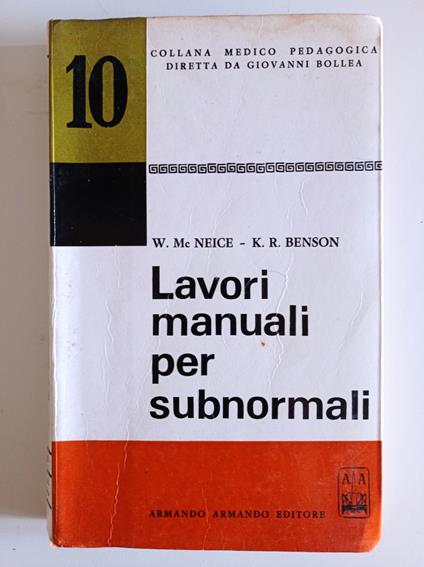 10
COLLANA MEDICO PEDAGOGICA
DIRETTA DA GIOVANNI BOLLEA
W. Mc NEICE - K. R. BENSON
Lavori
manuali
per
subnormali
A A
ARMANDO ARMANDO EDITORE